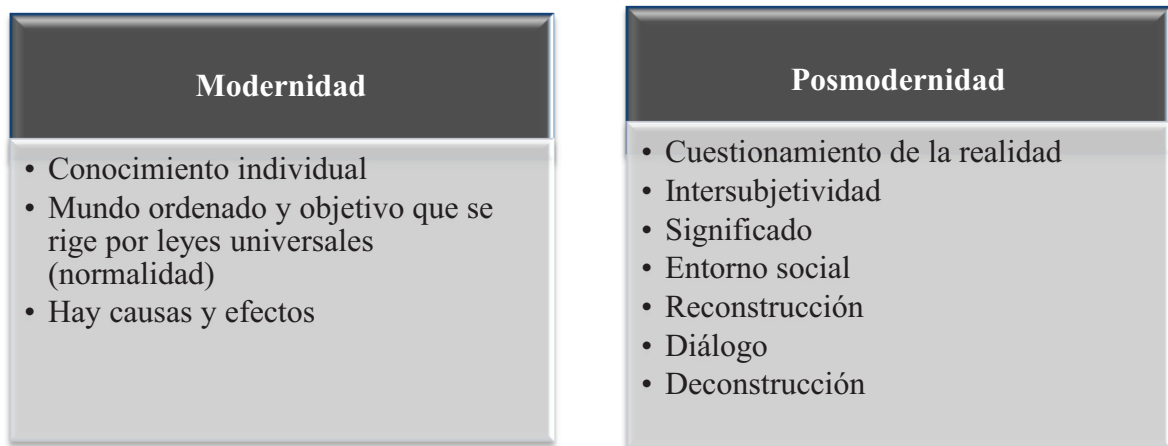 Modernidad
• Conocimiento individual
• Mundo ordenado y objetivo que se
rige por leyes universales
(normalidad)
• Hay causas y efectos
Posmodernidad
• Cuestionamiento de la realidad
• Intersubjetividad
• Significado
• Entorno social
• Reconstrucción
• Diálogo
• Deconstrucción